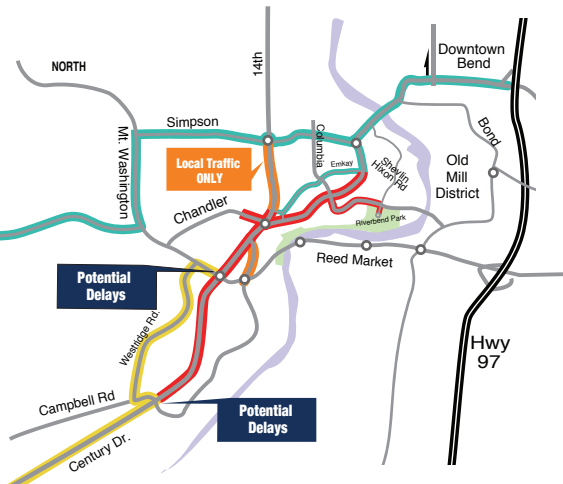 Downtown
Bend
NORTH
14th
Simpson
Mt. Washington
Columbia
Bond
Local Traffic
ONLY
Emkay
Shevlin
Hixon Rd
Old
Mill
District
Chandler
Riverbend Park
Reed Market
Potential
Delays
Westridge Rd.
Hwy
97
Campbell Rd
Potential
Delays
Century Dr.